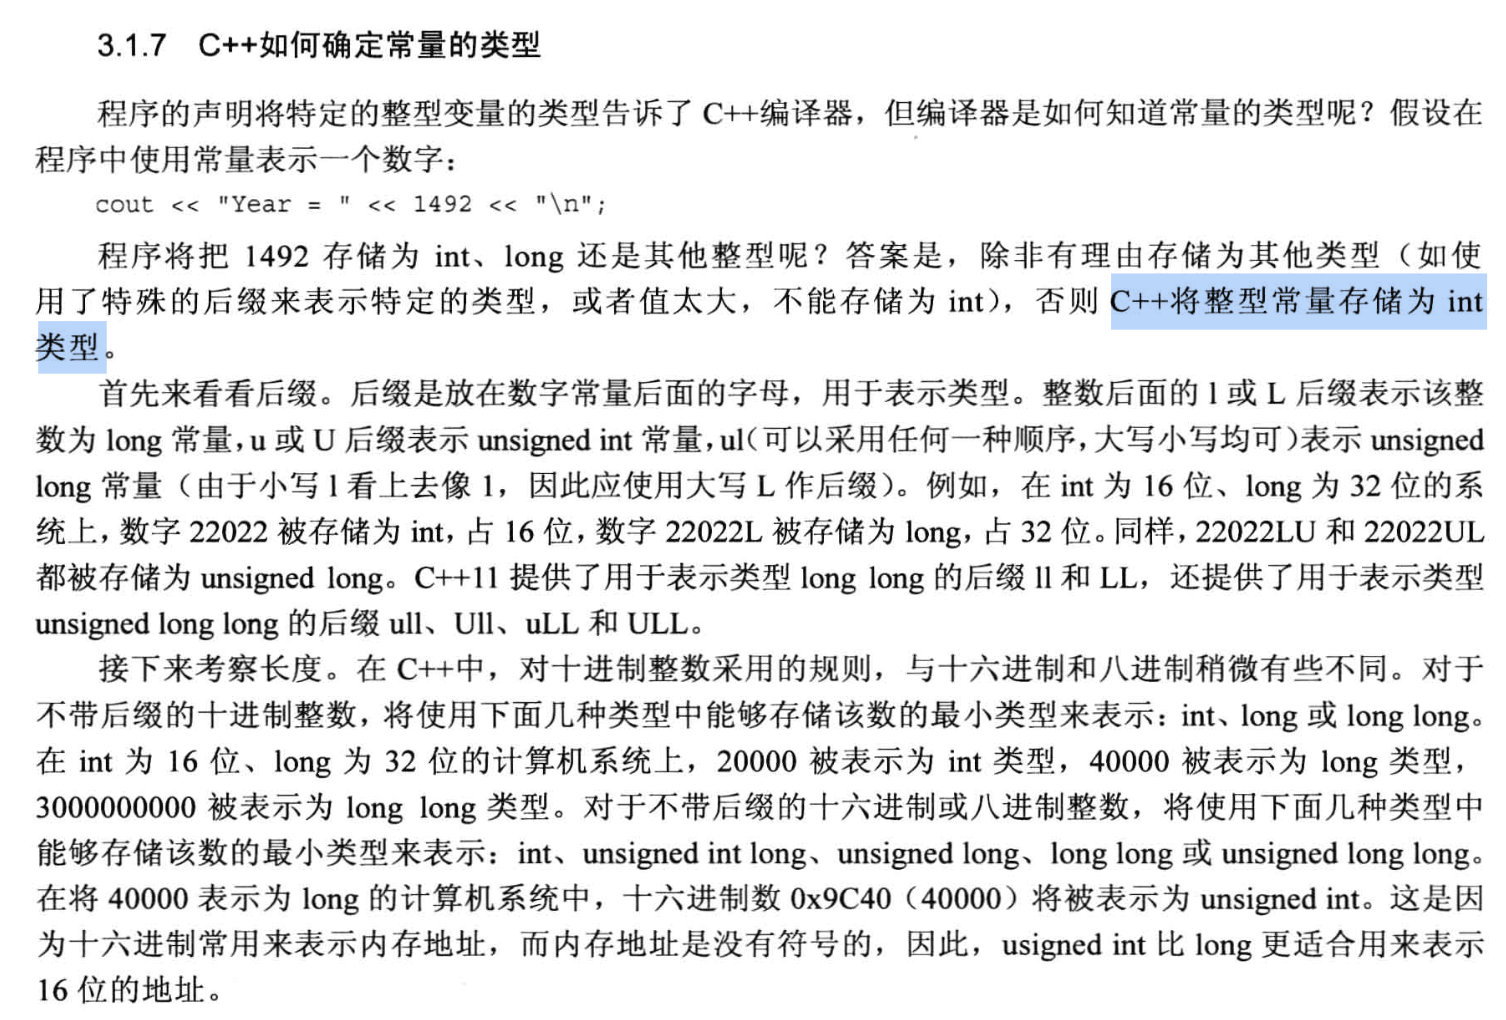 3.1.7 C++如何确定常量的类型
程序的声明将特定的整型变量的类型告诉了 C++编译器，但编译器是如何知道常量的类型呢？假设在
程序中使用常量表示一个数字：
cout << "Year = " << 1492 << "\n";
程序将把 1492 存储为 int、long 还是其他整型呢？答案是，除非有理由存储为其他类型（如使
用了特殊的后缀来表示特定的类型，或者值太大，不能存储为 int），否则 C++将整型常量存储为 int
类型。
首先来看看后缀。后缀是放在数字常量后面的字母，用于表示类型。整数后面的 l 或 L 后缀表示该整
数为 long 常量，u 或 U 后缀表示 unsigned int 常量，ul（可以采用任何一种顺序，大写小写均可）表示 unsigned
long 常量（由于小写 l 看上去像 1，因此应使用大写 L 作后缀）。例如，在 int 为 16 位、long 为 32 位的系
统上，数字 22022 被存储为 int，占 16 位，数字 22022L 被存储为 long，占 32 位。同样，22022LU 和 22022UL
都被存储为 unsigned long。C++11 提供了用于表示类型 long long 的后缀 ll 和 LL，还提供了用于表示类型
unsigned long long 的后缀 ull、Ull、uLL 和 ULL。
接下来考察长度。在 C++中，对十进制整数采用的规则，与十六进制和八进制稍微有些不同。对于
不带后缀的十进制整数，将使用下面几种类型中能够存储该数的最小类型来表示：int、long 或 long long。
在 int 为 16 位、long 为 32 位的计算机系统上，20000 被表示为 int 类型，40000 被表示为 long 类型，
3000000000 被表示为 long long 类型。对于不带后缀的十六进制或八进制整数，将使用下面几种类型中
能够存储该数的最小类型来表示：int、unsigned int long、unsigned long、long long 或 unsigned long long。
在将 40000 表示为 long 的计算机系统中，十六进制数 0x9C40（40000）将被表示为 unsigned int。这是因
为十六进制常用来表示内存地址，而内存地址是没有符号的，因此，usigned int 比 long 更适合用来表示
16 位的地址。